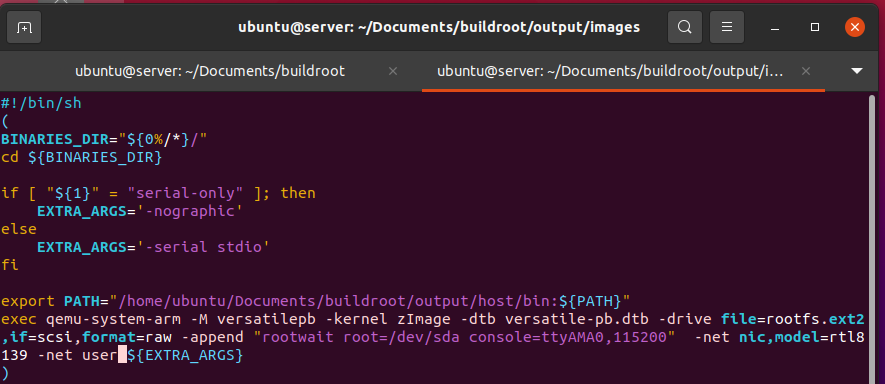 ubuntu@server: ~/Documents/buildroot/output/images
ubuntu@server: ~/Documents/buildroot
ubuntu@server: ~/Documents/buildroot/output/i...
#!/bin/sh
(
BINARIES_DIR="${0%/*}/"
cd ${BINARIES_DIR}

if [ "${1}" = "serial-only" ]; then
    EXTRA_ARGS='-nographic'
else
    EXTRA_ARGS='-serial stdio'
fi

export PATH="/home/ubuntu/Documents/buildroot/output/host/bin:${PATH}"
exec qemu-system-arm -M versatilepb -kernel zImage -dtb versatile-pb.dtb -drive file=rootfs.ext2
,if=scsi,format=raw -append "rootwait root=/dev/sda console=ttyAMA0,115200"  -net nic,model=rtl8
139 -net user ${EXTRA_ARGS}
)